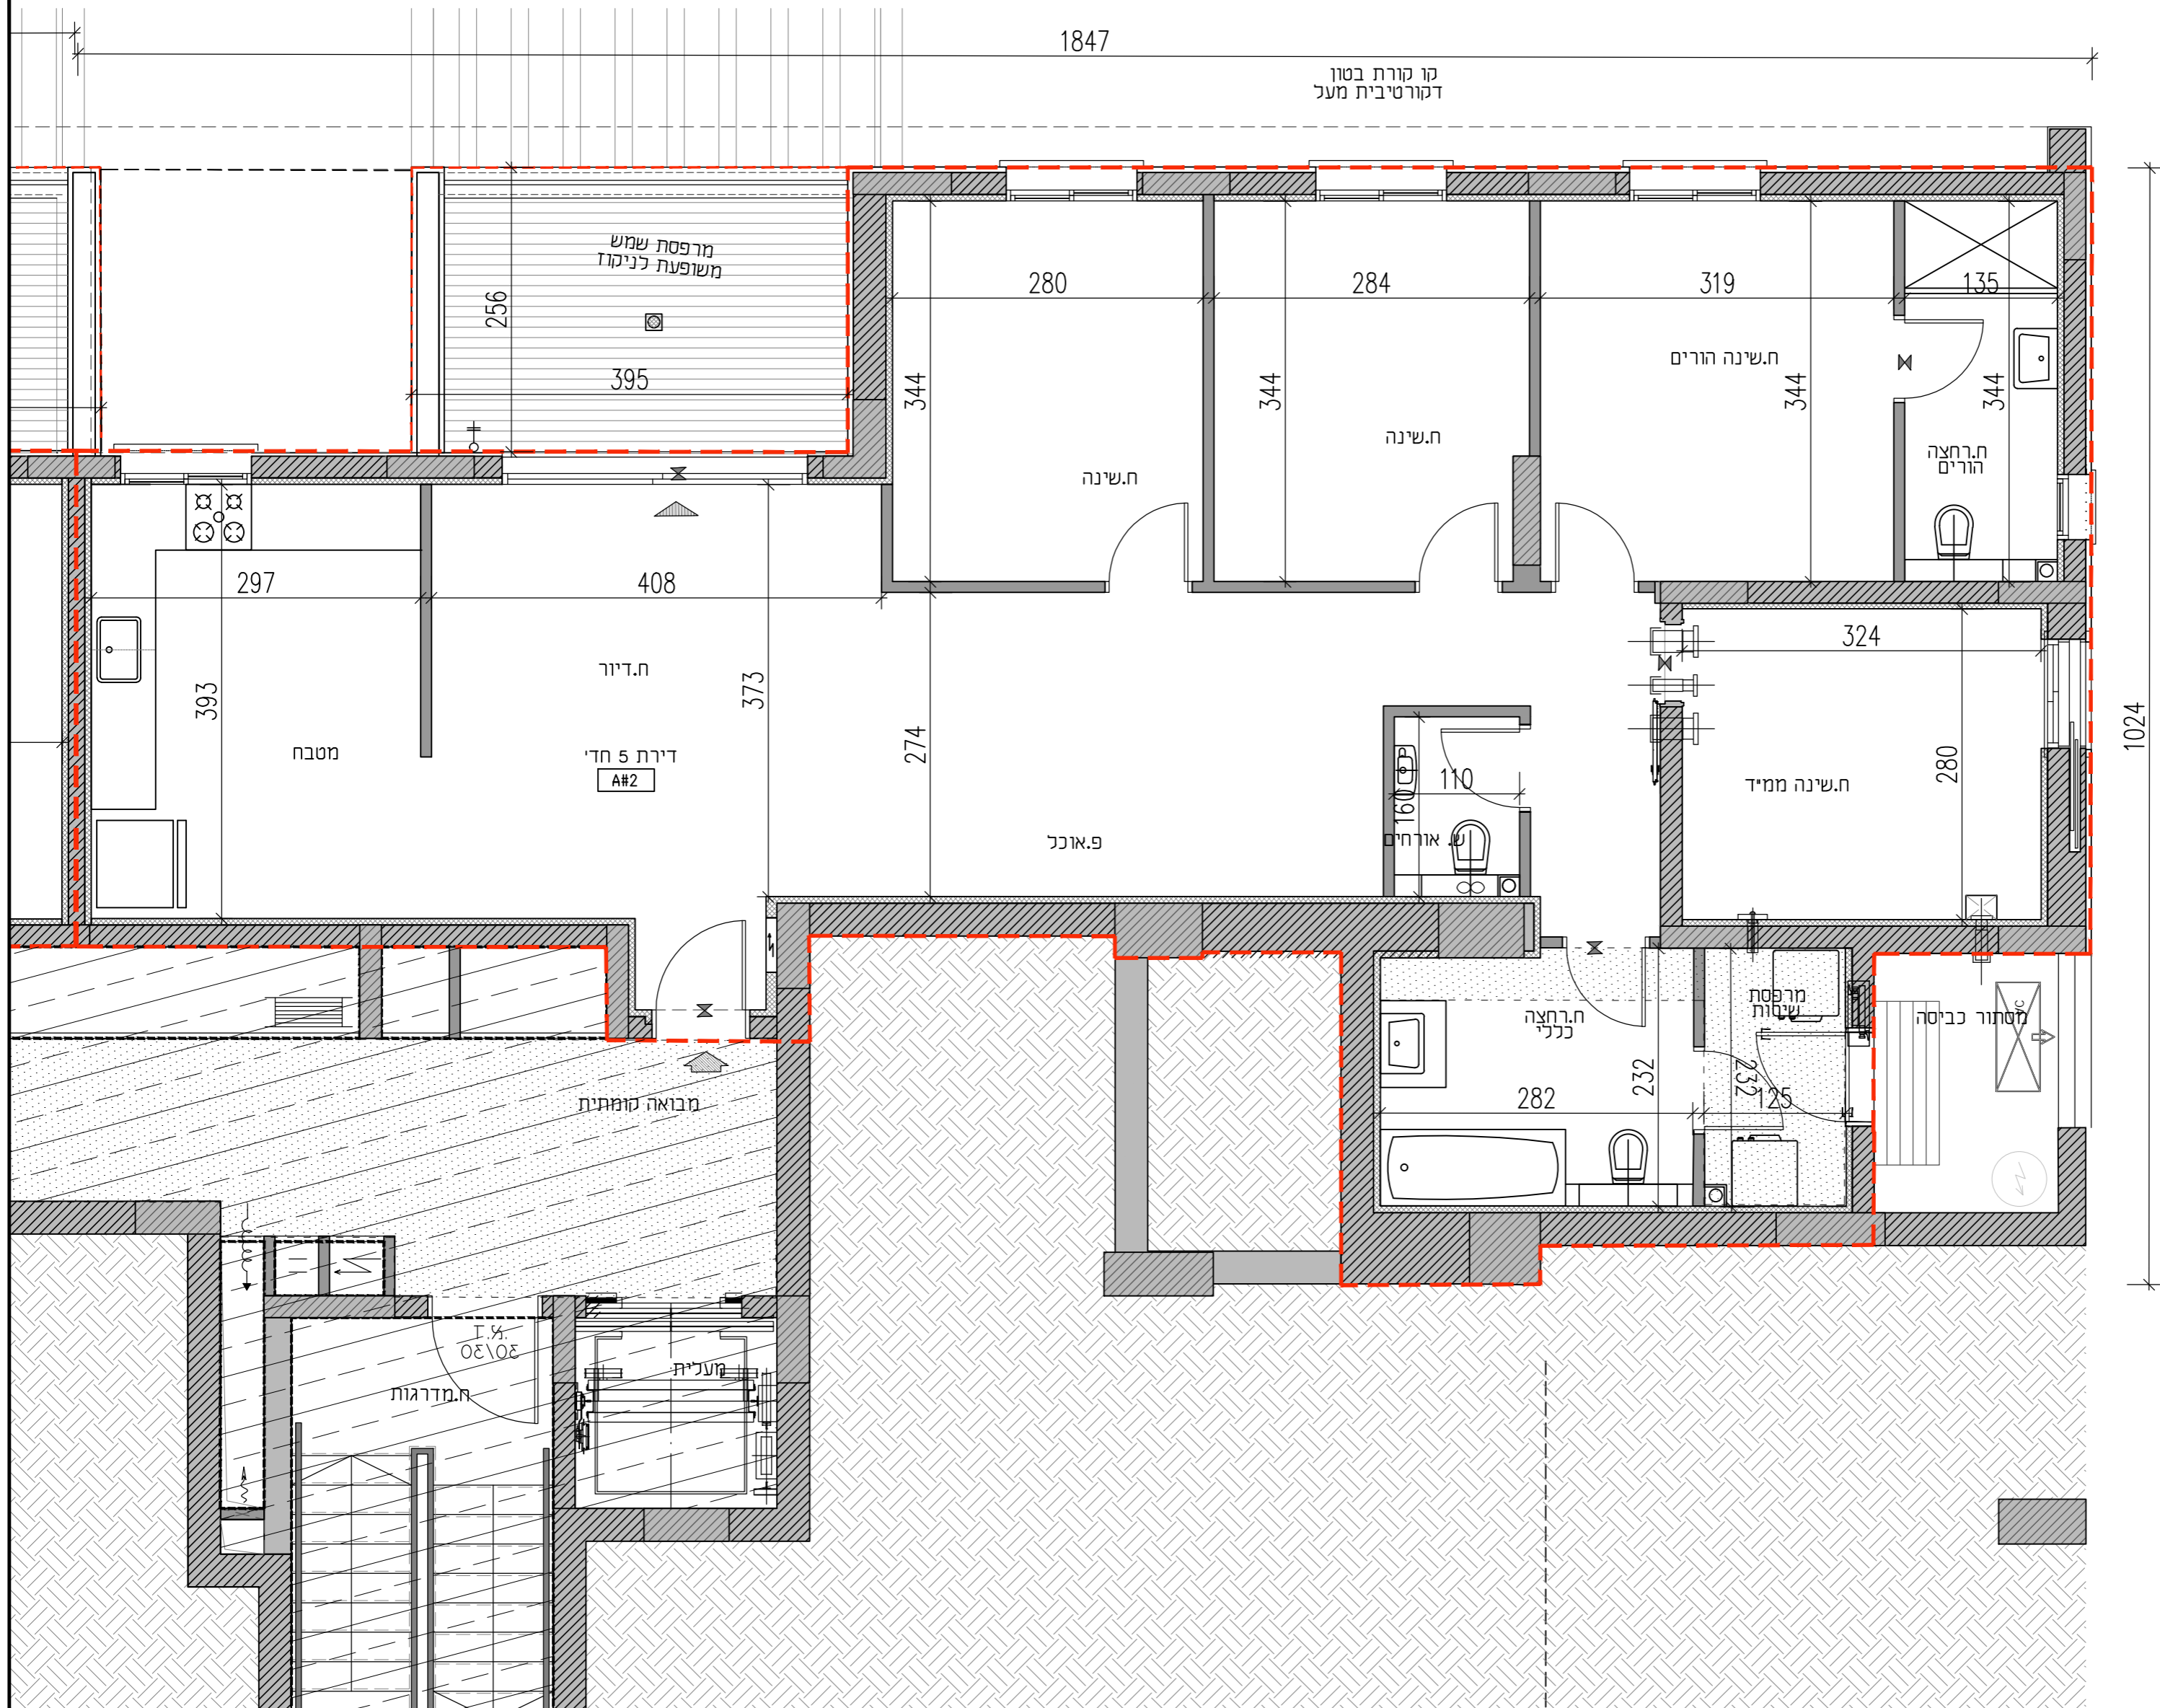 1847
קו קורת בטון
דקורטיבית מעל
מרפסת שמש
משופעת לניקוז
256
395
280
284
319
135
344
344
344
344
ח.שינה הורים
ח.שינה
ח.שינה
ח.רחצה
הורים
297
408
393
373
274
ח.דיור
מטבח
דירת 5 חד'
A#2
פ.אוכל
110
160
ש. אורחים
324
280
ח.שינה ממ"ד
1024
ח.רחצה
כללי
282
232
מרפסת
שירות
232
125
מסתור כביסה
מבואה קומתית
מעלית
ח.מדרגות
א.ד.
30/30